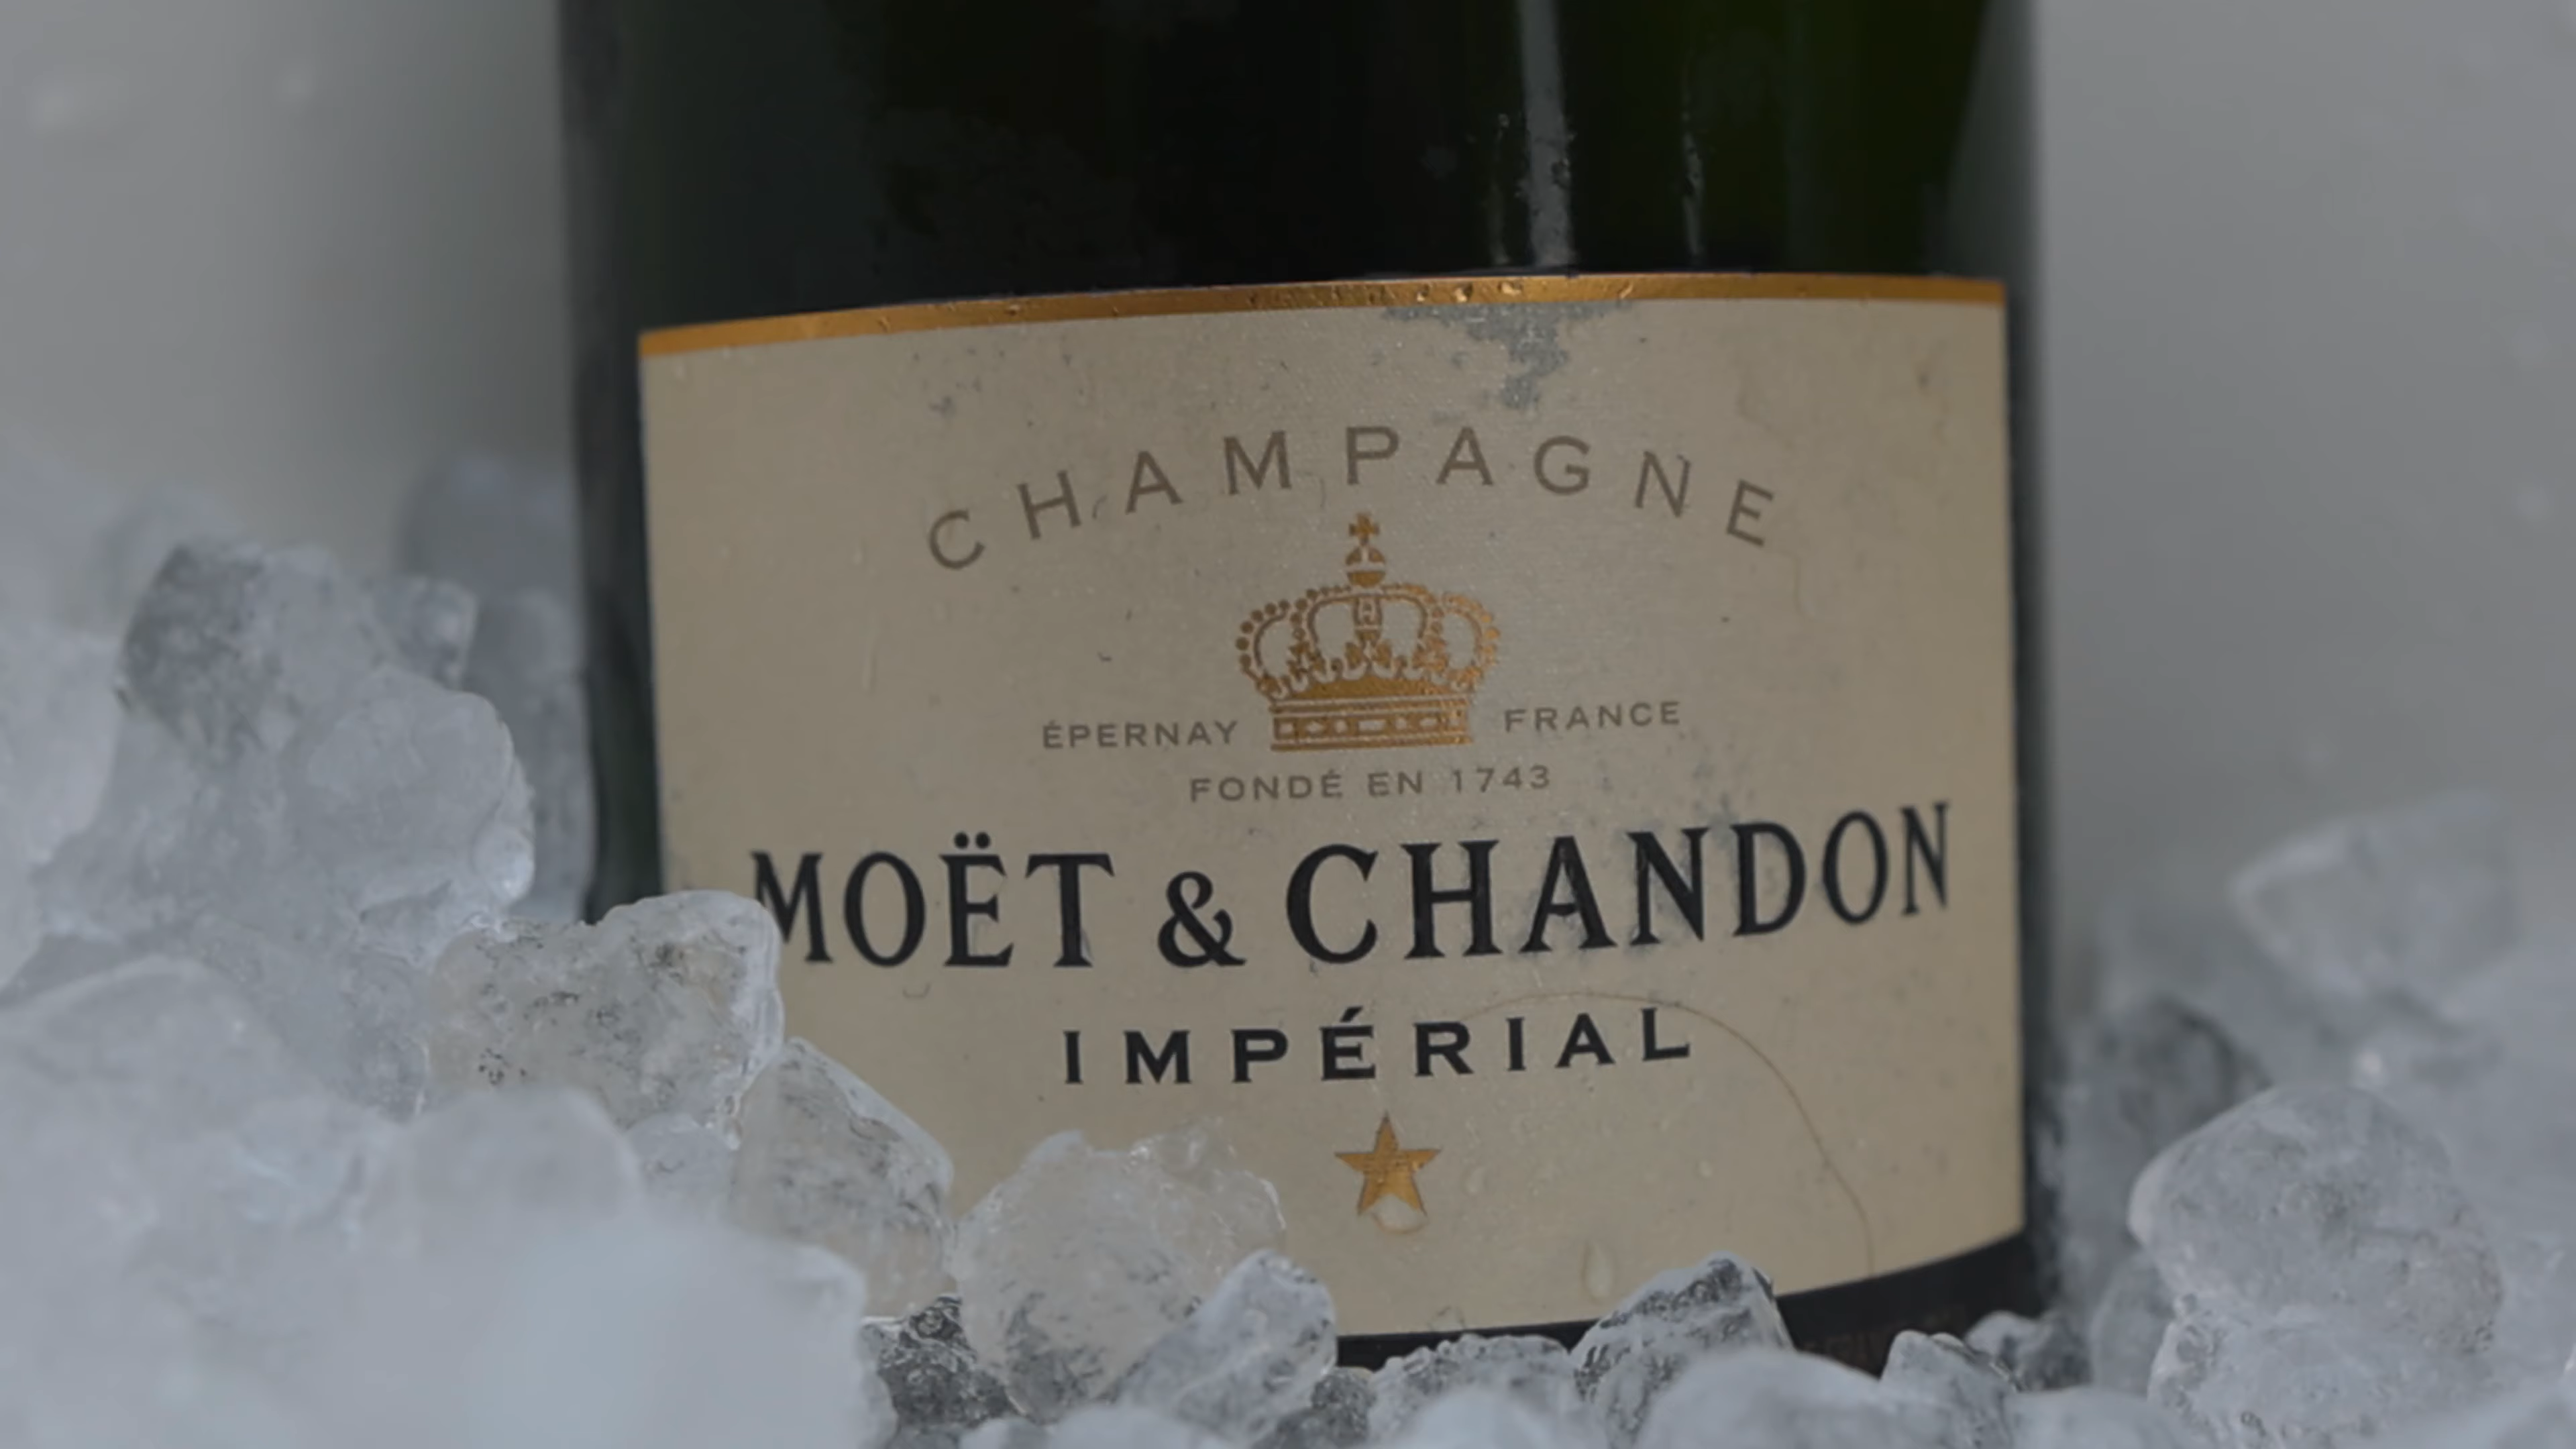 CHAMPAGNE
ÉPERNAY FRANCE
FONDÉ EN 1743
MOËT & CHANDON
IMPÉRIAL